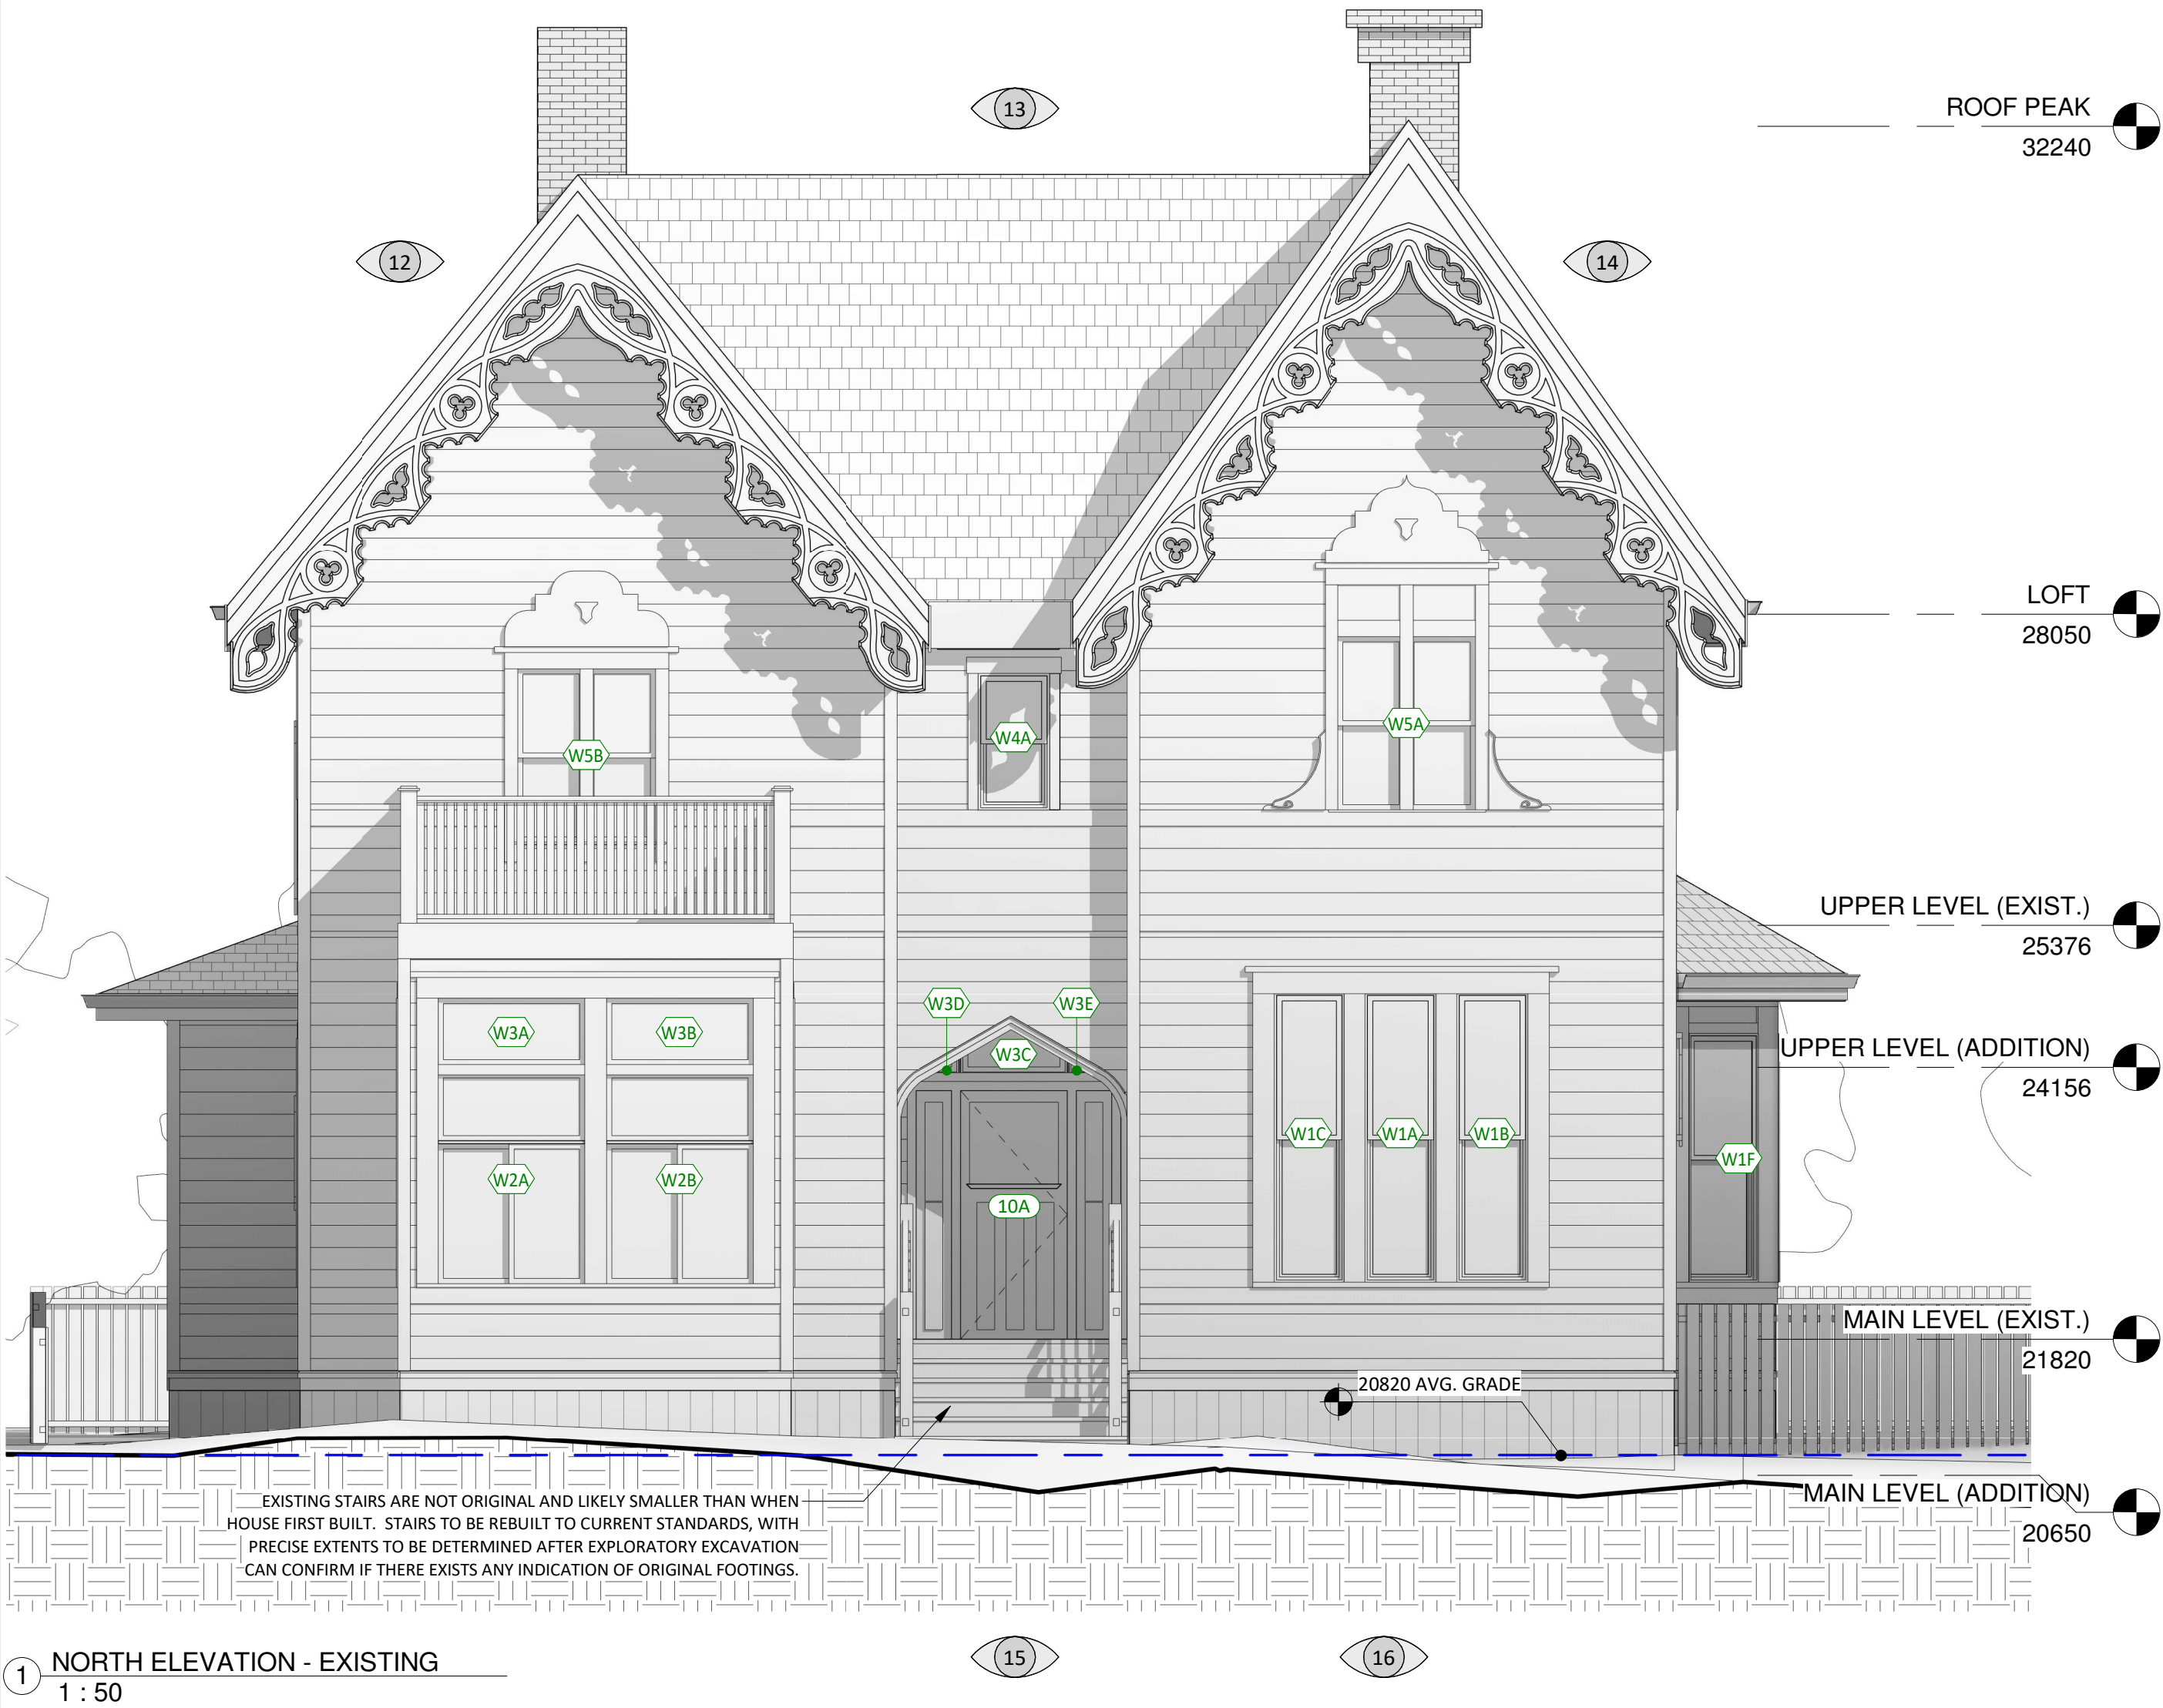 13
ROOF PEAK
32240
12
14
LOFT
28050
W5B
W4A
W5A
UPPER LEVEL (EXIST.)
25376
W3D
W3E
W3A
W3B
W3C
UPPER LEVEL (ADDITION)
24156
W1C
W1A
W1B
W1F
W2A
W2B
10A
MAIN LEVEL (EXIST.)
21820
20820 AVG. GRADE
MAIN LEVEL (ADDITION)
20650
EXISTING STAIRS ARE NOT ORIGINAL AND LIKELY SMALLER THAN WHEN
HOUSE FIRST BUILT. STAIRS TO BE REBUILT TO CURRENT STANDARDS, WITH
PRECISE EXTENTS TO BE DETERMINED AFTER EXPLORATORY EXCAVATION
CAN CONFIRM IF THERE EXISTS ANY INDICATION OF ORIGINAL FOOTINGS.
15
16
1 NORTH ELEVATION - EXISTING
1 : 50